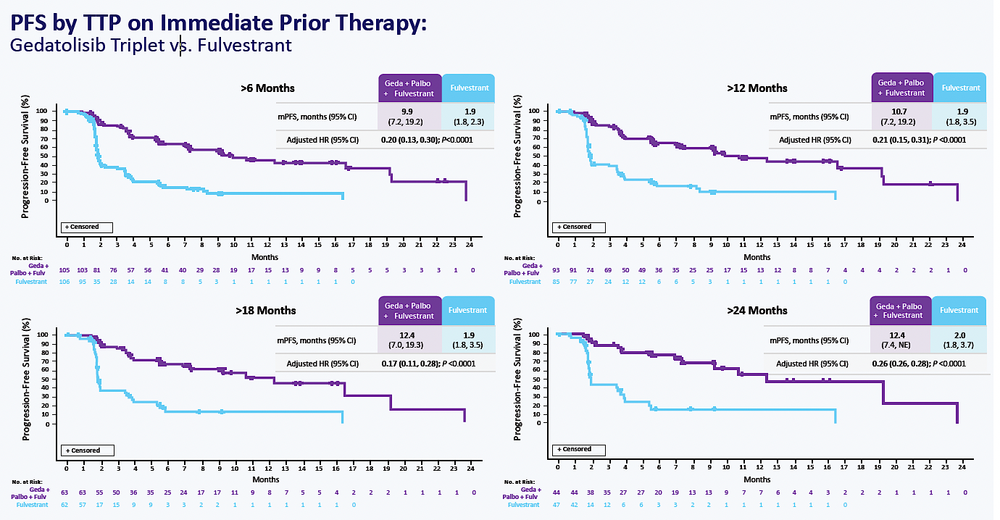 PFS by TTP on Immediate Prior Therapy:
Gedatolisib Triplet vs. Fulvestrant
>6 Months
Geda + Palbo
+ Fulvestrant
Fulvestrant
mPFS, months (95% CI)
9.9
(7.2, 19.2)
1.9
(1.8, 2.3)
Adjusted HR (95% CI)
0.20 (0.13, 0.30); P<0.0001
Progression-Free Survival (%)
100
90
80
70
60
50
40
30
20
10
0
+ Censored
0 1 2 3 4 5 6 7 8 9 10 11 12 13 14 15 16 17 18 19 20 21 22 23 24
Months
No. at Risk:
Geda +
Palbo + Fulv
105 103 81 76 57 56 41 40 29 28 19 17 15 13 9 9 8 5 5 5 5 3 3 1 0
Fulvestrant 106 95 35 28 14 14 8 8 5 3 1 1 1 1 1 1 1 0
>12 Months
Geda + Palbo
+ Fulvestrant
Fulvestrant
mPFS, months (95% CI)
10.7
(7.2, 19.2)
1.9
(1.8, 3.5)
Adjusted HR (95% CI)
0.21 (0.15, 0.31); P<0.0001
Progression-Free Survival (%)
100
90
80
70
60
50
40
30
20
10
0
+ Censored
0 1 2 3 4 5 6 7 8 9 10 11 12 13 14 15 16 17 18 19 20 21 22 23 24
Months
No. at Risk:
Geda +
Palbo + Fulv
93 91 74 69 50 49 36 35 25 25 17 15 13 12 8 8 7 4 4 4 2 2 2 1 0
Fulvestrant 85 77 27 24 12 12 6 6 5 3 1 1 1 1 1 1 1 0
>18 Months
Geda + Palbo
+ Fulvestrant
Fulvestrant
mPFS, months (95% CI)
12.4
(7.0, 19.3)
1.9
(1.8, 3.5)
Adjusted HR (95% CI)
0.17 (0.11, 0.28); P <0.0001
Progression-Free Survival (%)
100
90
80
70
60
50
40
30
20
10
0
+ Censored
0 1 2 3 4 5 6 7 8 9 10 11 12 13 14 15 16 17 18 19 20 21 22 23 24
Months
No. at Risk:
Geda +
Palbo + Fulv
63 63 55 50 36 35 25 24 17 17 11 9 9 7 5 5 4 2 2 2 1 1 1 1 0
Fulvestrant 62 57 17 15 9 9 3 3 2 2 1 1 1 1 1 1 1 0
>24 Months
Geda + Palbo
+ Fulvestrant
Fulvestrant
mPFS, months (95% CI)
12.4
(7.4, NE)
2.0
(1.8, 3.7)
Adjusted HR (95% CI)
0.26 (0.26, 0.28); P <0.0001
Progression-Free Survival (%)
100
90
80
70
60
50
40
30
20
10
0
+ Censored
0 1 2 3 4 5 6 7 8 9 10 11 12 13 14 15 16 17 18 19 20 21 22 23 24
Months
No. at Risk:
Geda +
Palbo + Fulv
44 44 38 35 27 27 20 19 13 13 9 7 7 6 4 4 3 2 2 2 1 1 1 1 0
Fulvestrant 47 42 14 12 6 6 3 3 2 2 1 1 1 1 1 1 1 0